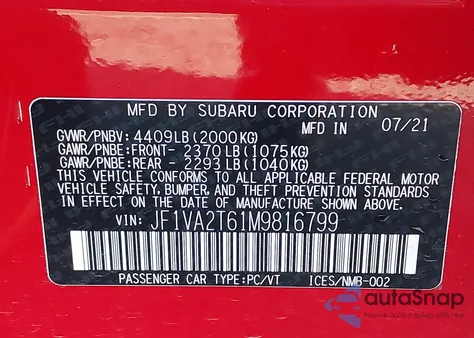 MFD BY SUBARU CORPORATION 07/21
GVWR/PNBV: 4409LB(2000KG)
GAWR/PNBE:FRONT- 2370 LB(1075KG)
GAWR/PNBE:REAR - 2293 LB(1040KG)
THIS VEHICLE CONFORMS TO ALL APPLICABLE FEDERAL MOTOR
VEHICLE SAFETY, BUMPER, AND THEFT PREVENTION STANDARDS
IN EFFECT ON THE DATE OF MANUFACTURE SHOWN ABOVE.
VIN: JF1VA2T61M9816799
PASSENGER CAR TYPE:PC/VT ICES/NMB-002
autoSnap